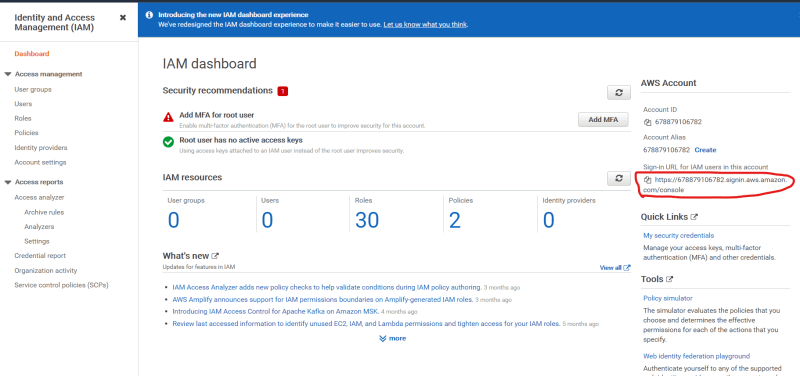 Identity and Access
Management (IAM)
Dashboard
Access management
User groups
Users
Roles
Policies
Identity providers
Account settings
Access reports
Access analyzer
Archive rules
Analyzers
Settings
Credential report
Organization activity
Service control policies (SCPs)
Introducing the new IAM dashboard experience
We've redesigned the IAM dashboard experience to make it easier to use. Let us know what you think.
IAM dashboard
Security recommendations 1
Add MFA for root user
Enable multi-factor authentication (MFA) for the root user to improve security for this account.
Add MFA
Root user has no active access keys
Using access keys attached to an IAM user instead of the root user improves security.
IAM resources
User groups
0
Users
0
Roles
30
Policies
2
Identity providers
0
What's new
Updates for features in IAM
View all
IAM Access Analyzer adds new policy checks to help validate conditions during IAM policy authoring. 3 months ago
AWS Amplify announces support for IAM permissions boundaries on Amplify-generated IAM roles. 3 months ago
Introducing IAM Access Control for Apache Kafka on Amazon MSK. 4 months ago
Review last accessed information to identify unused EC2, IAM, and Lambda permissions and tighten access for your IAM roles. 5 months ago
more
AWS Account
Account ID
678879106782
Account Alias
678879106782 Create
Sign-in URL for IAM users in this account
https://678879106782.signin.aws.amazon.
com/console
Quick Links
My security credentials
Manage your access keys, multi-factor
authentication (MFA) and other credentials.
Tools
Policy simulator
The simulator evaluates the policies that you
choose and determines the effective
permissions for each of the actions that you
specify.
Web identity federation playground
Authenticate yourself to any of the supported